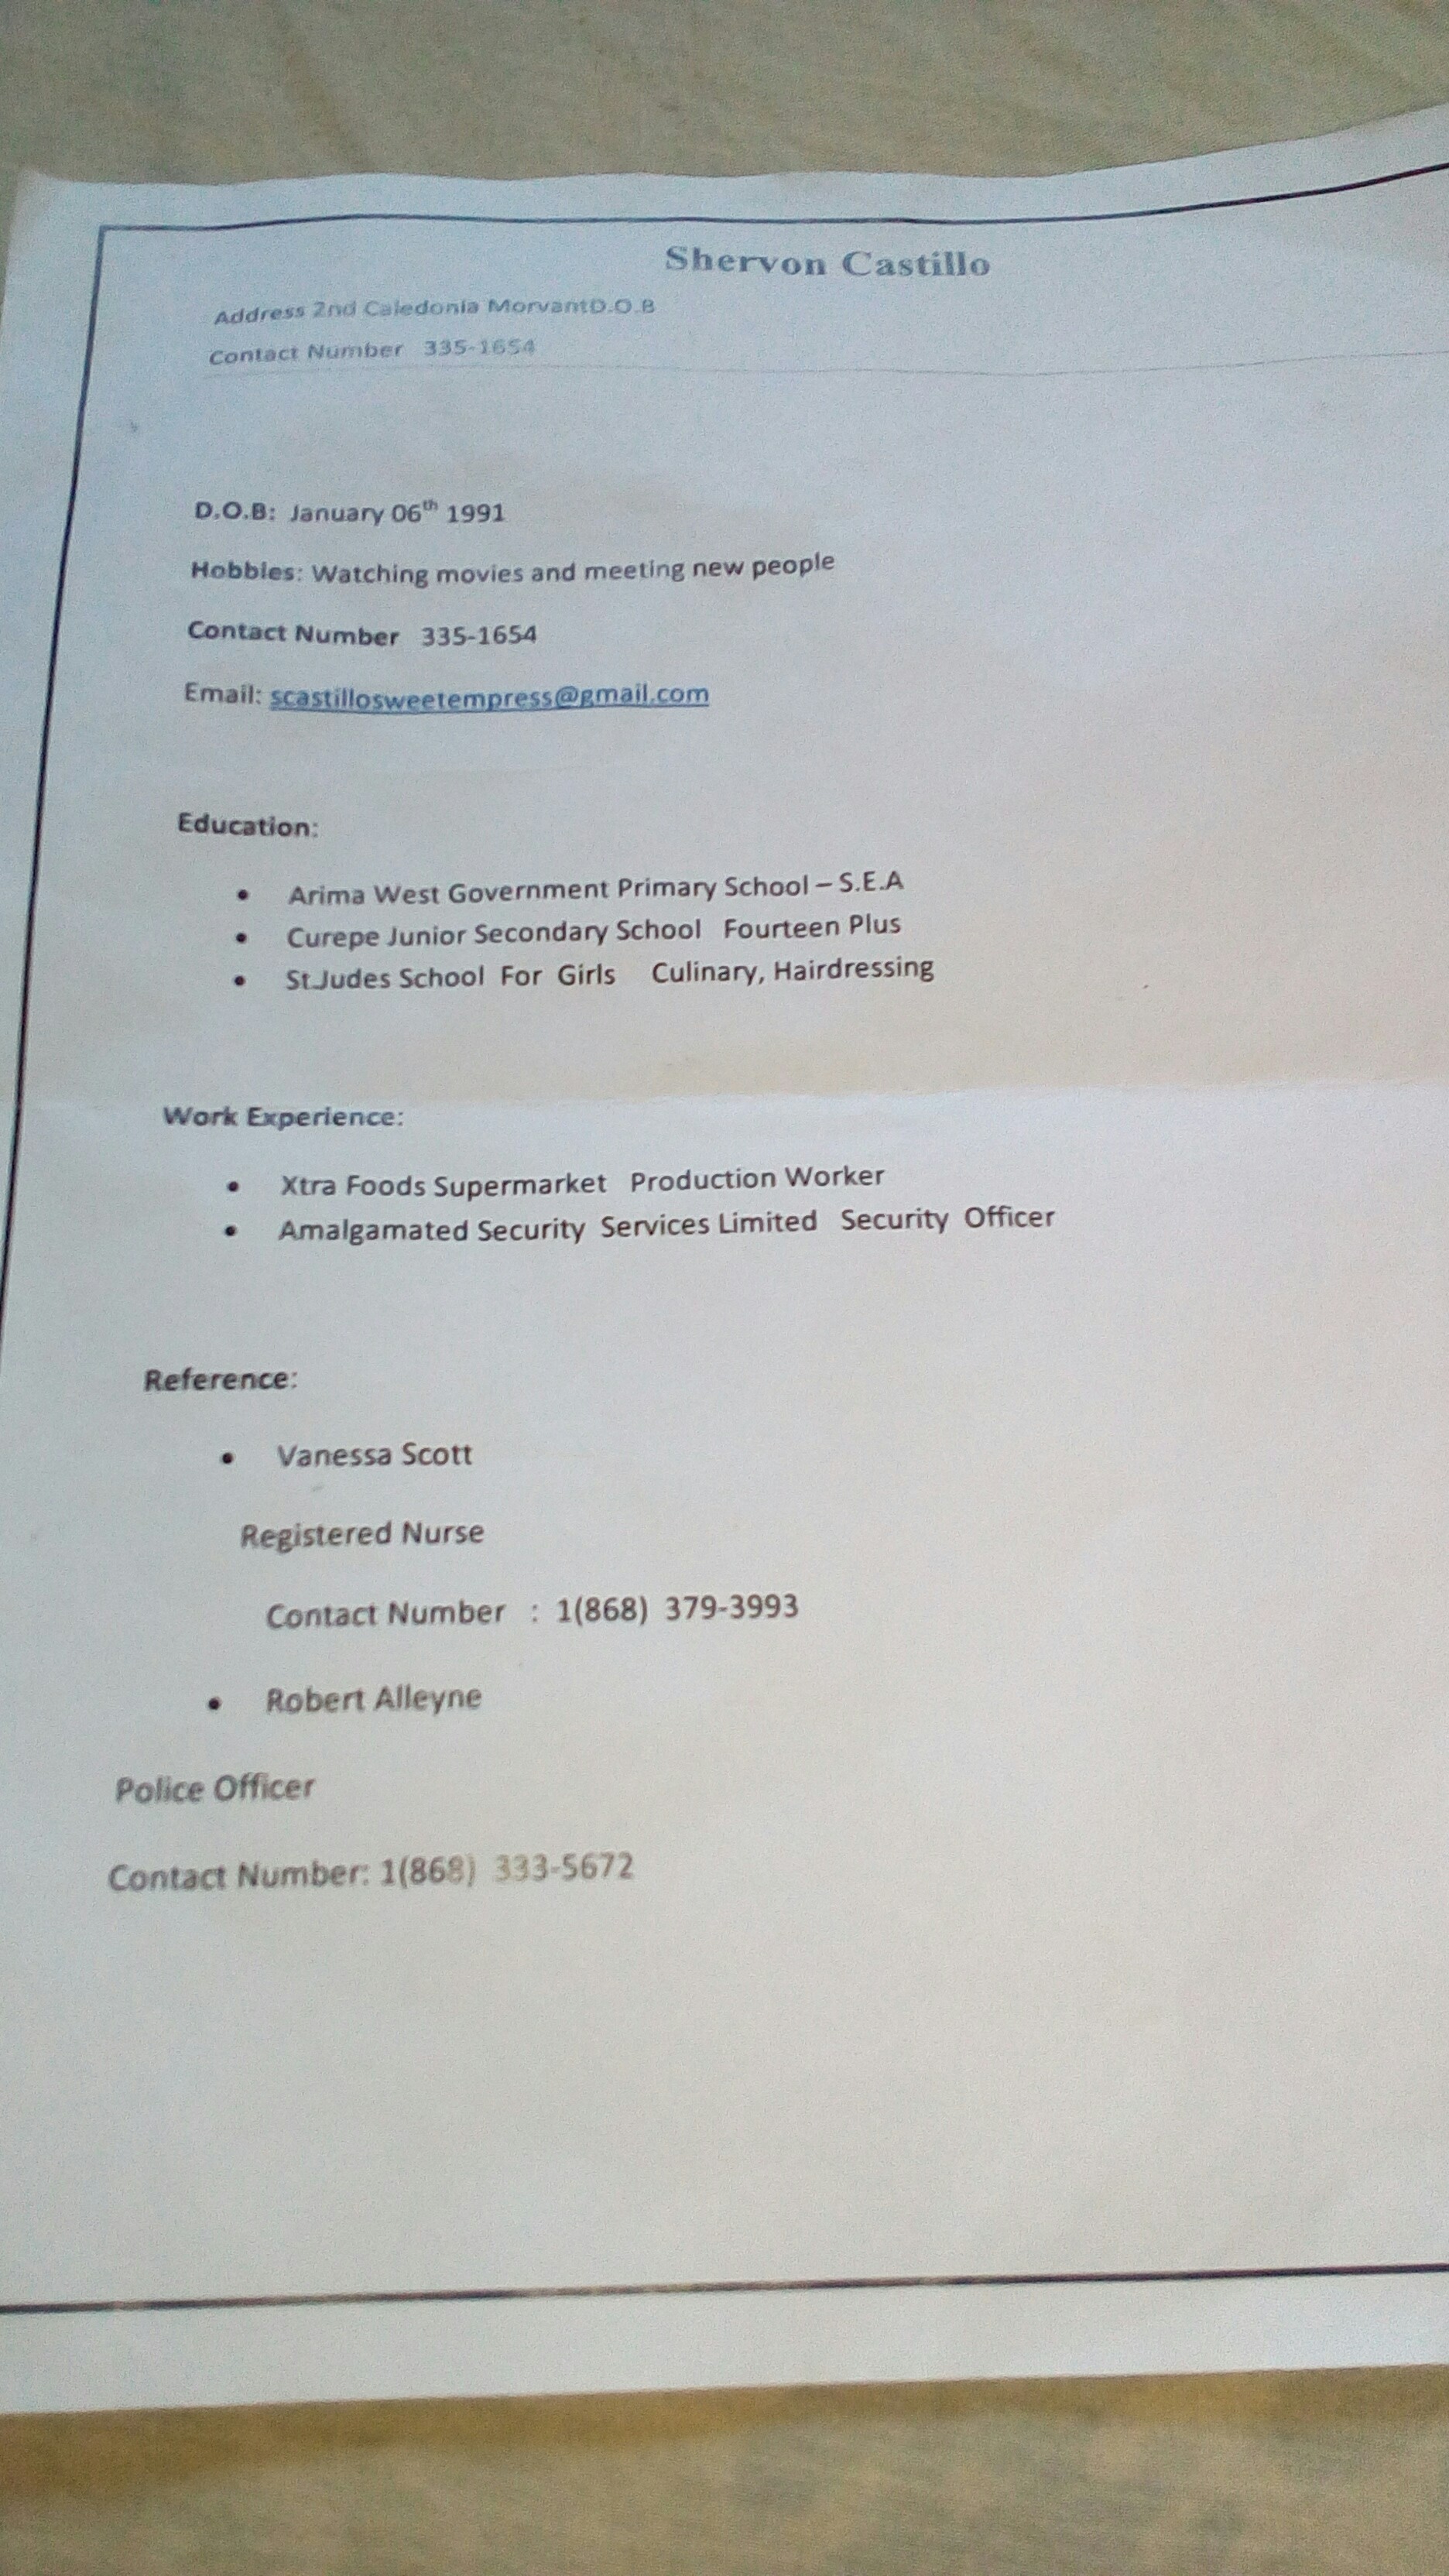 Shervon Castillo
Address 2nd Caledonia MorvantD.O.B
Contact Number 335-1654
D.O.B: January 06th 1991
Hobbies: Watching movies and meeting new people
Contact Number 335-1654
Email: scastillosweetempress@gmail.com
Education:
• Arima West Government Primary School – S.E.A
• Curepe Junior Secondary School Fourteen Plus
• St.Judes School For Girls Culinary, Hairdressing
Work Experience:
• Xtra Foods Supermarket Production Worker
• Amalgamated Security Services Limited Security Officer
Reference:
• Vanessa Scott
Registered Nurse
Contact Number : 1(868) 379-3993
• Robert Alleyne
Police Officer
Contact Number: 1(868) 333-5672